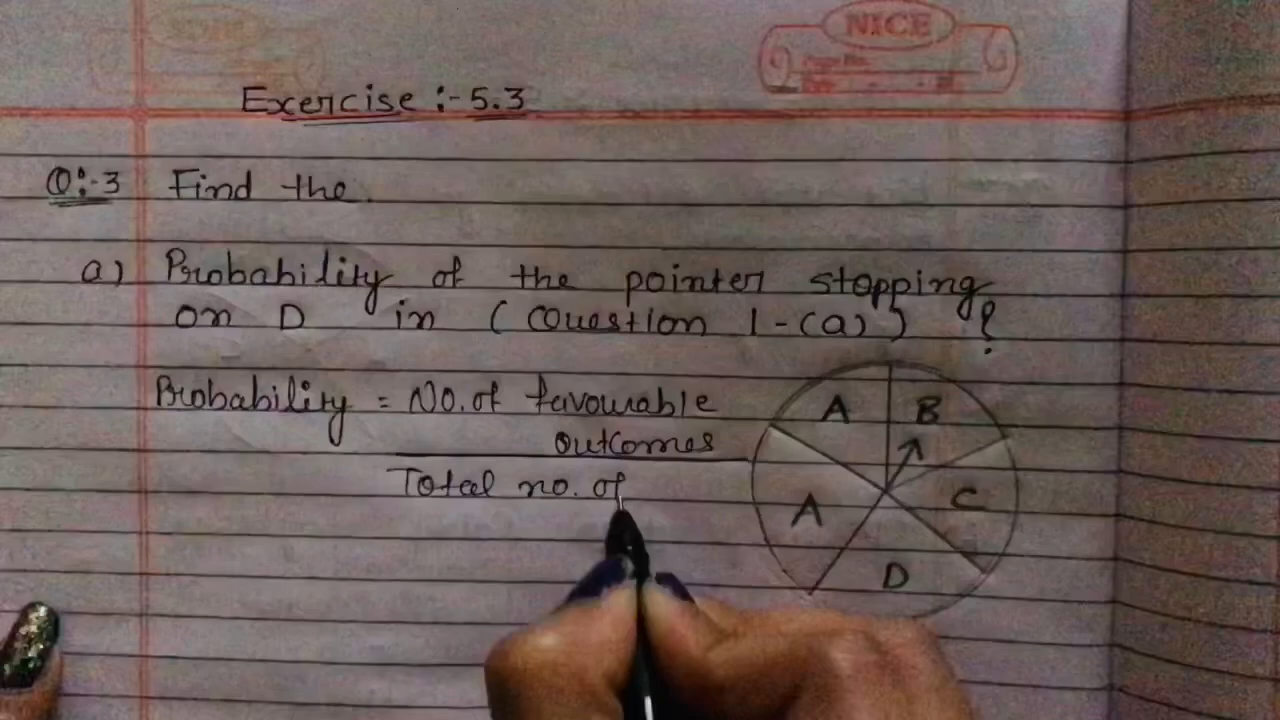 NICE
Exercise :- 5.3
Q:-3 Find the
a) Probability of the pointer stopping
on D in (Question 1-(a)) ?
Probability = No. of favourable
outcomes
Total no. of
A B
A C
D